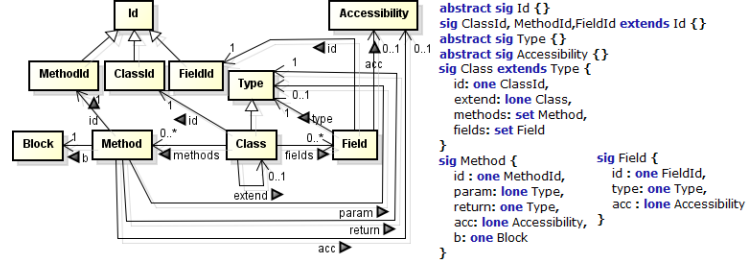 Id
Accessibility
MethodId
ClassId
FieldId
Type
Block
Method
Class
Field
1
id
0..1
0..1
acc
1
id
1
id
1
0..1
1
type
1
b
0..*
methods
0..*
fields
0..1
extend
param
return
acc
abstract sig Id {}
sig ClassId, MethodId,FieldId extends Id {}
abstract sig Type {}
abstract sig Accessibility {}
sig Class extends Type {
id: one ClassId,
extend: lone Class,
methods: set Method,
fields: set Field
}
sig Method {
id : one MethodId,
param: lone Type,
return: one Type,
acc: lone Accessibility,
b: one Block
}
sig Field {
id : one FieldId,
type: one Type,
acc : lone Accessibility
}